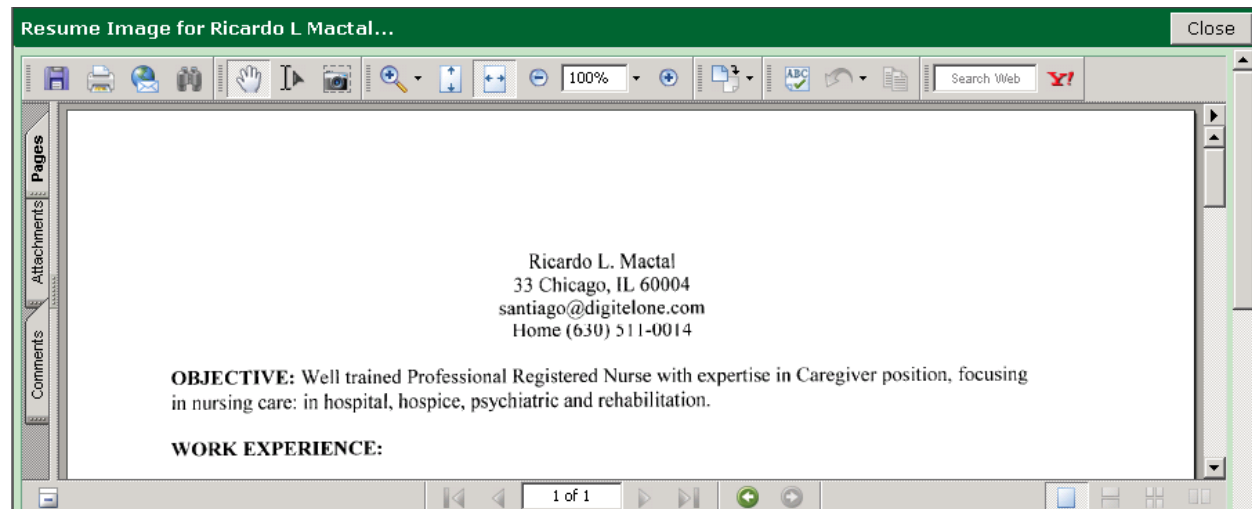 Resume Image for Ricardo L Mactal...
Close
100%
ABC
Search Web
Y!
Pages
Attachments
Comments
Ricardo L. Mactal
33 Chicago, IL 60004
santiago@digitelone.com
Home (630) 511-0014
OBJECTIVE: Well trained Professional Registered Nurse with expertise in Caregiver position, focusing
in nursing care: in hospital, hospice, psychiatric and rehabilitation.
WORK EXPERIENCE:
1 of 1